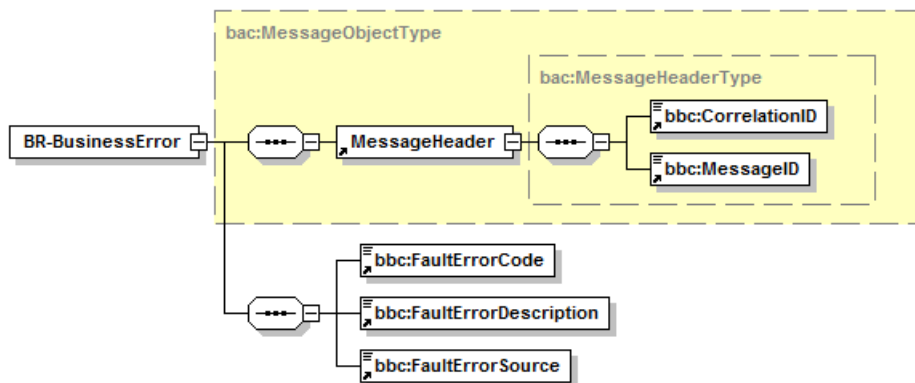 bac:MessageObjectType
bac:MessageHeaderType
bbc:CorrelationID
BR-BusinessError
MessageHeader
bbc:MessageID
bbc:FaultErrorCode
bbc:FaultErrorDescription
bbc:FaultErrorSource